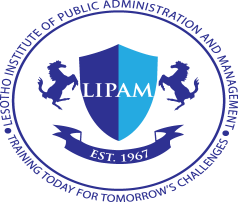 LESOTHO INSTITUTE OF PUBLIC ADMINISTRATION AND MANAGEMENT
LIPAM
EST. 1967
TRAINING TODAY FOR TOMORROW'S CHALLENGES